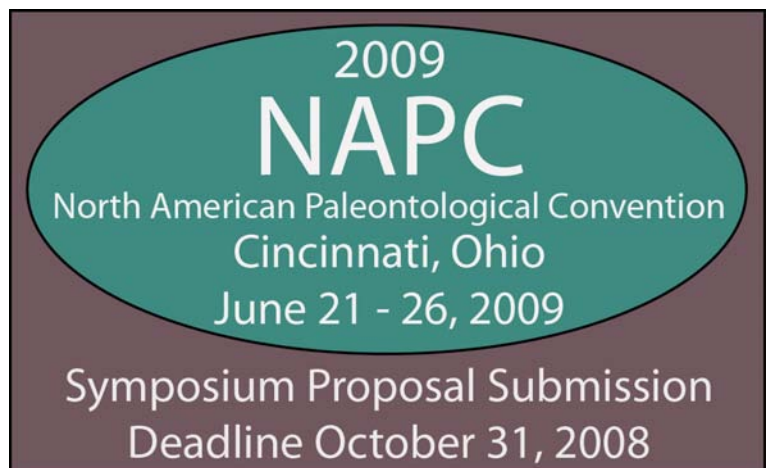 2009
NAPC
North American Paleontological Convention
Cincinnati, Ohio
June 21 - 26, 2009
Symposium Proposal Submission
Deadline October 31, 2008